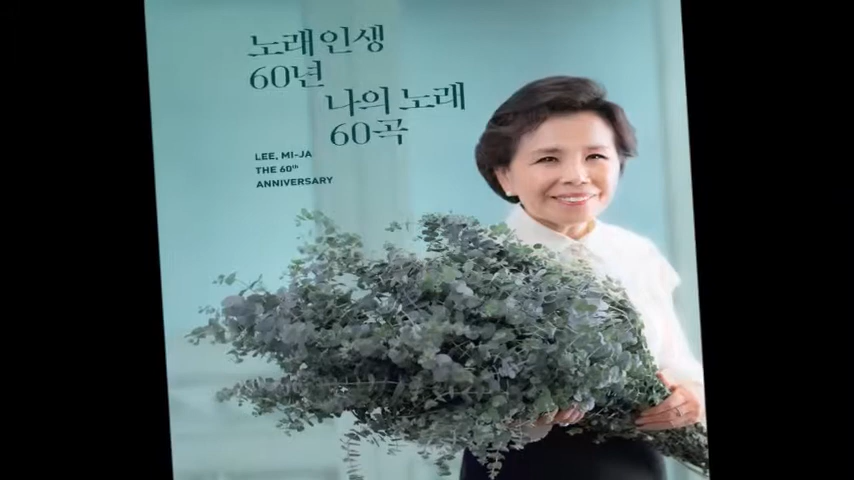 노래 인생
60년
나의 노래
60곡
LEE, MI-JA
THE 60th
ANNIVERSARY